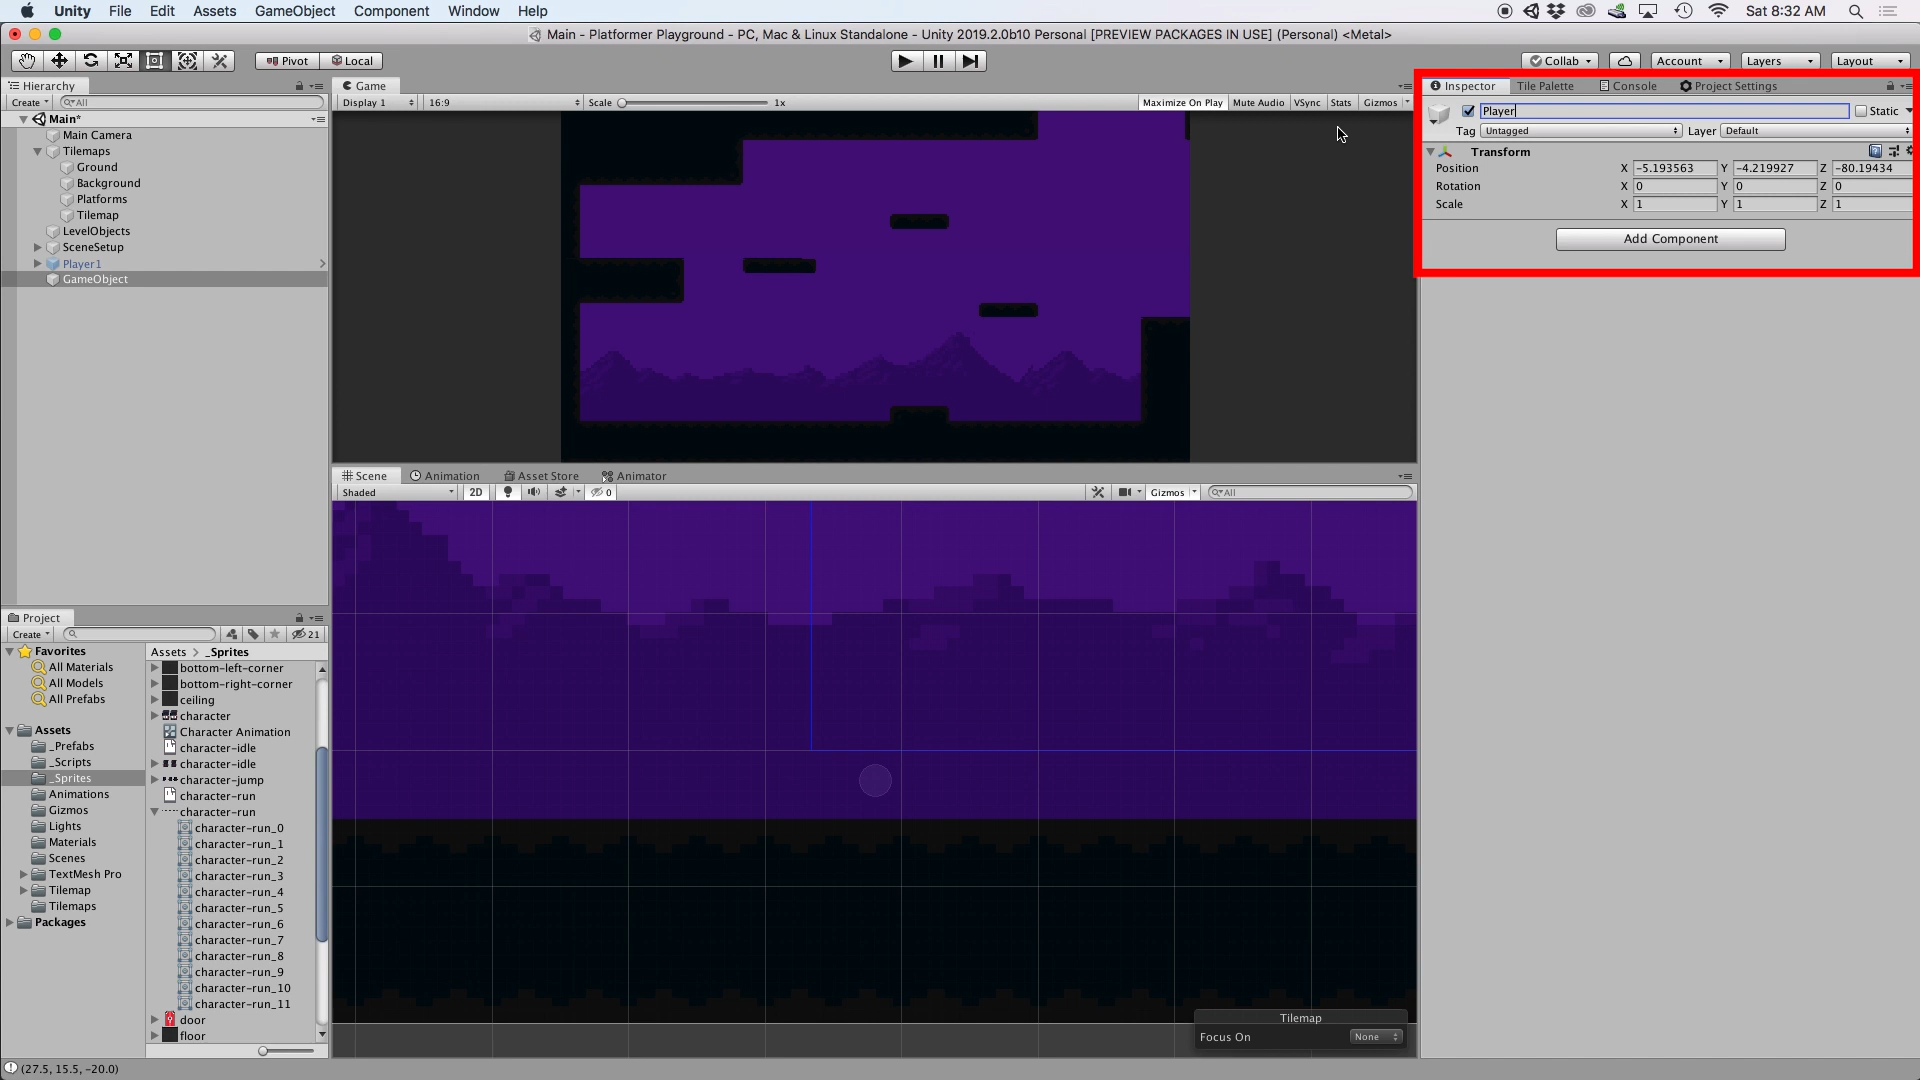 Unity File Edit Assets GameObject Component Window Help Sat 8:32 AM
Main - Platformer Playground - PC, Mac & Linux Standalone - Unity 2019.2.0b10 Personal [PREVIEW PACKAGES IN USE] (Personal) <Metal>
Pivot Local Collab Account Layers Layout
Hierarchy
Create All
Main*
Main Camera
Tilemaps
Ground
Background
Platforms
Tilemap
LevelObjects
SceneSetup
Player1
GameObject
Game
Display 1 16:9 Scale 1x Maximize On Play Mute Audio VSync Stats Gizmos
Scene Animation Asset Store Animator
Shaded 2D 0 Gizmos All
Tilemap
Focus On None
Inspector Tile Palette Console Project Settings
Player Static
Tag Untagged Layer Default
Transform
Position X -5.193563 Y -4.219927 Z -80.19434
Rotation X 0 Y 0 Z 0
Scale X 1 Y 1 Z 1
Add Component
Project
Create 21
Favorites
All Materials
All Models
All Prefabs
Assets
_Prefabs
_Scripts
_Sprites
Animations
Gizmos
Lights
Materials
Scenes
TextMesh Pro
Tilemap
Tilemaps
Packages
Assets > _Sprites
bottom-left-corner
bottom-right-corner
ceiling
character
Character Animation
character-idle
character-idle
character-jump
character-run
character-run
character-run_0
character-run_1
character-run_2
character-run_3
character-run_4
character-run_5
character-run_6
character-run_7
character-run_8
character-run_9
character-run_10
character-run_11
door
floor
(27.5, 15.5, -20.0)